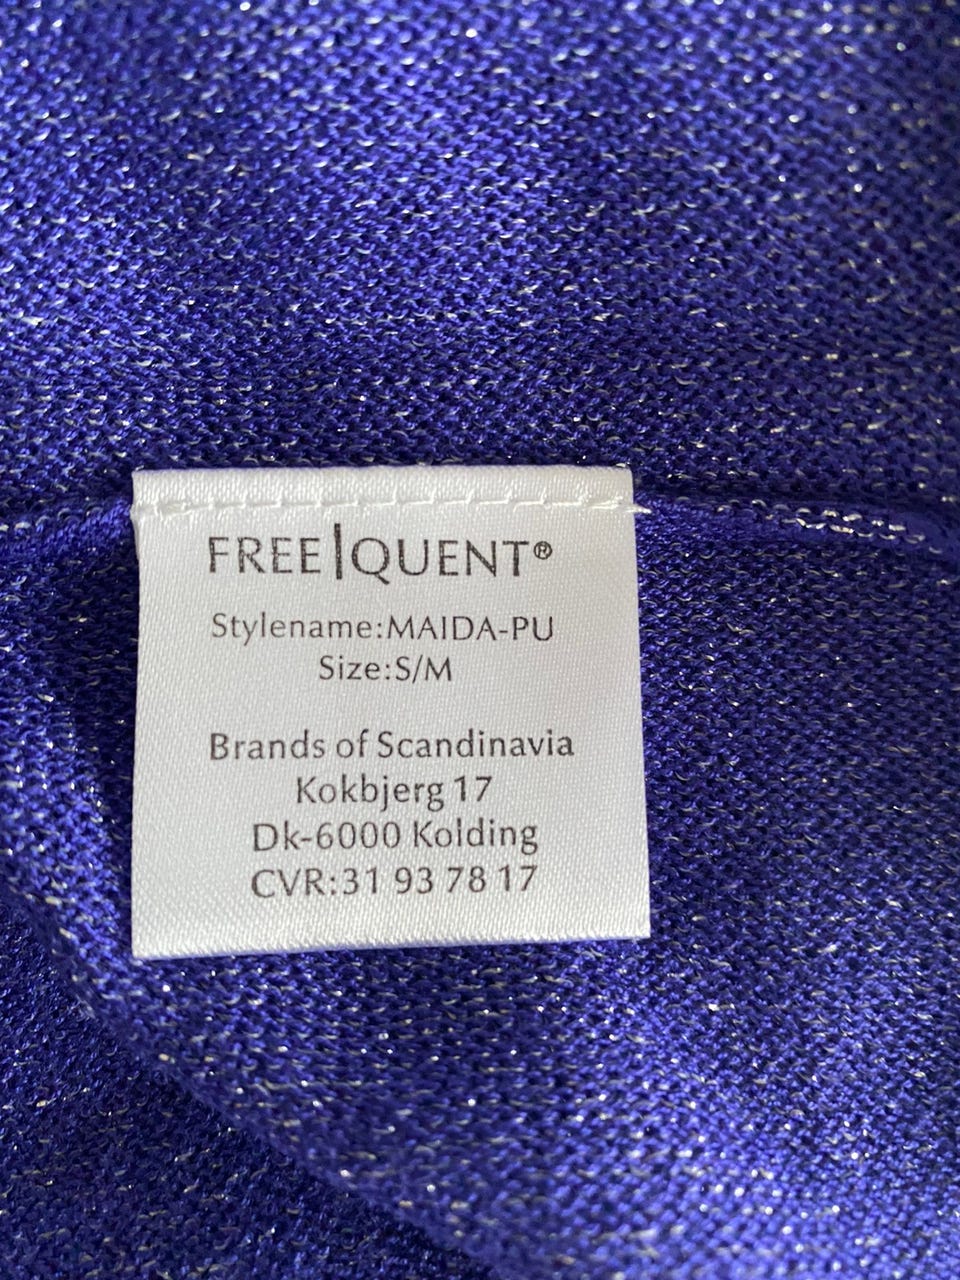 FREE|QUENT®
Stylename:MAIDA-PU
Size:S/M
Brands of Scandinavia
Kokbjerg 17
Dk-6000 Kolding
CVR:31 93 78 17